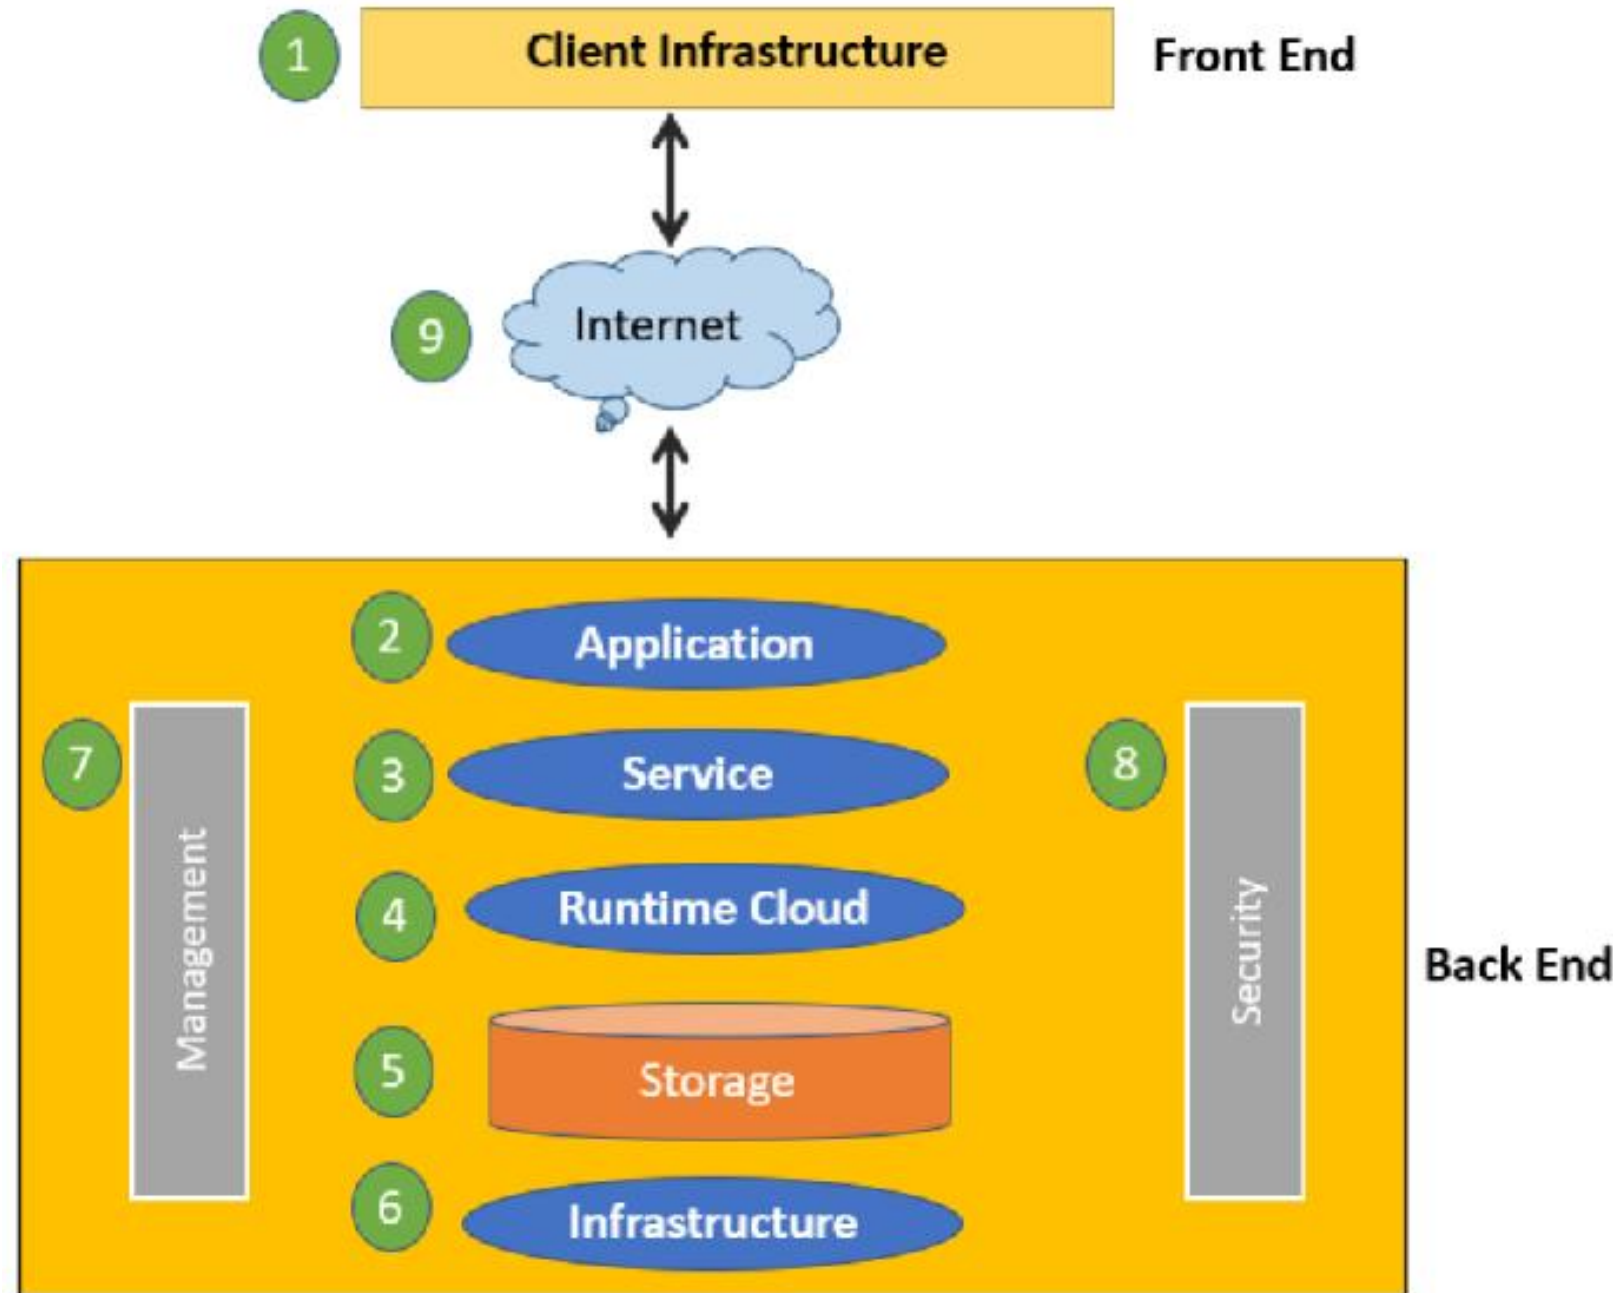 1
Client Infrastructure
Front End
9
Internet
2
Application
7
Management
3
Service
8
Security
4
Runtime Cloud
Back End
5
Storage
6
Infrastructure